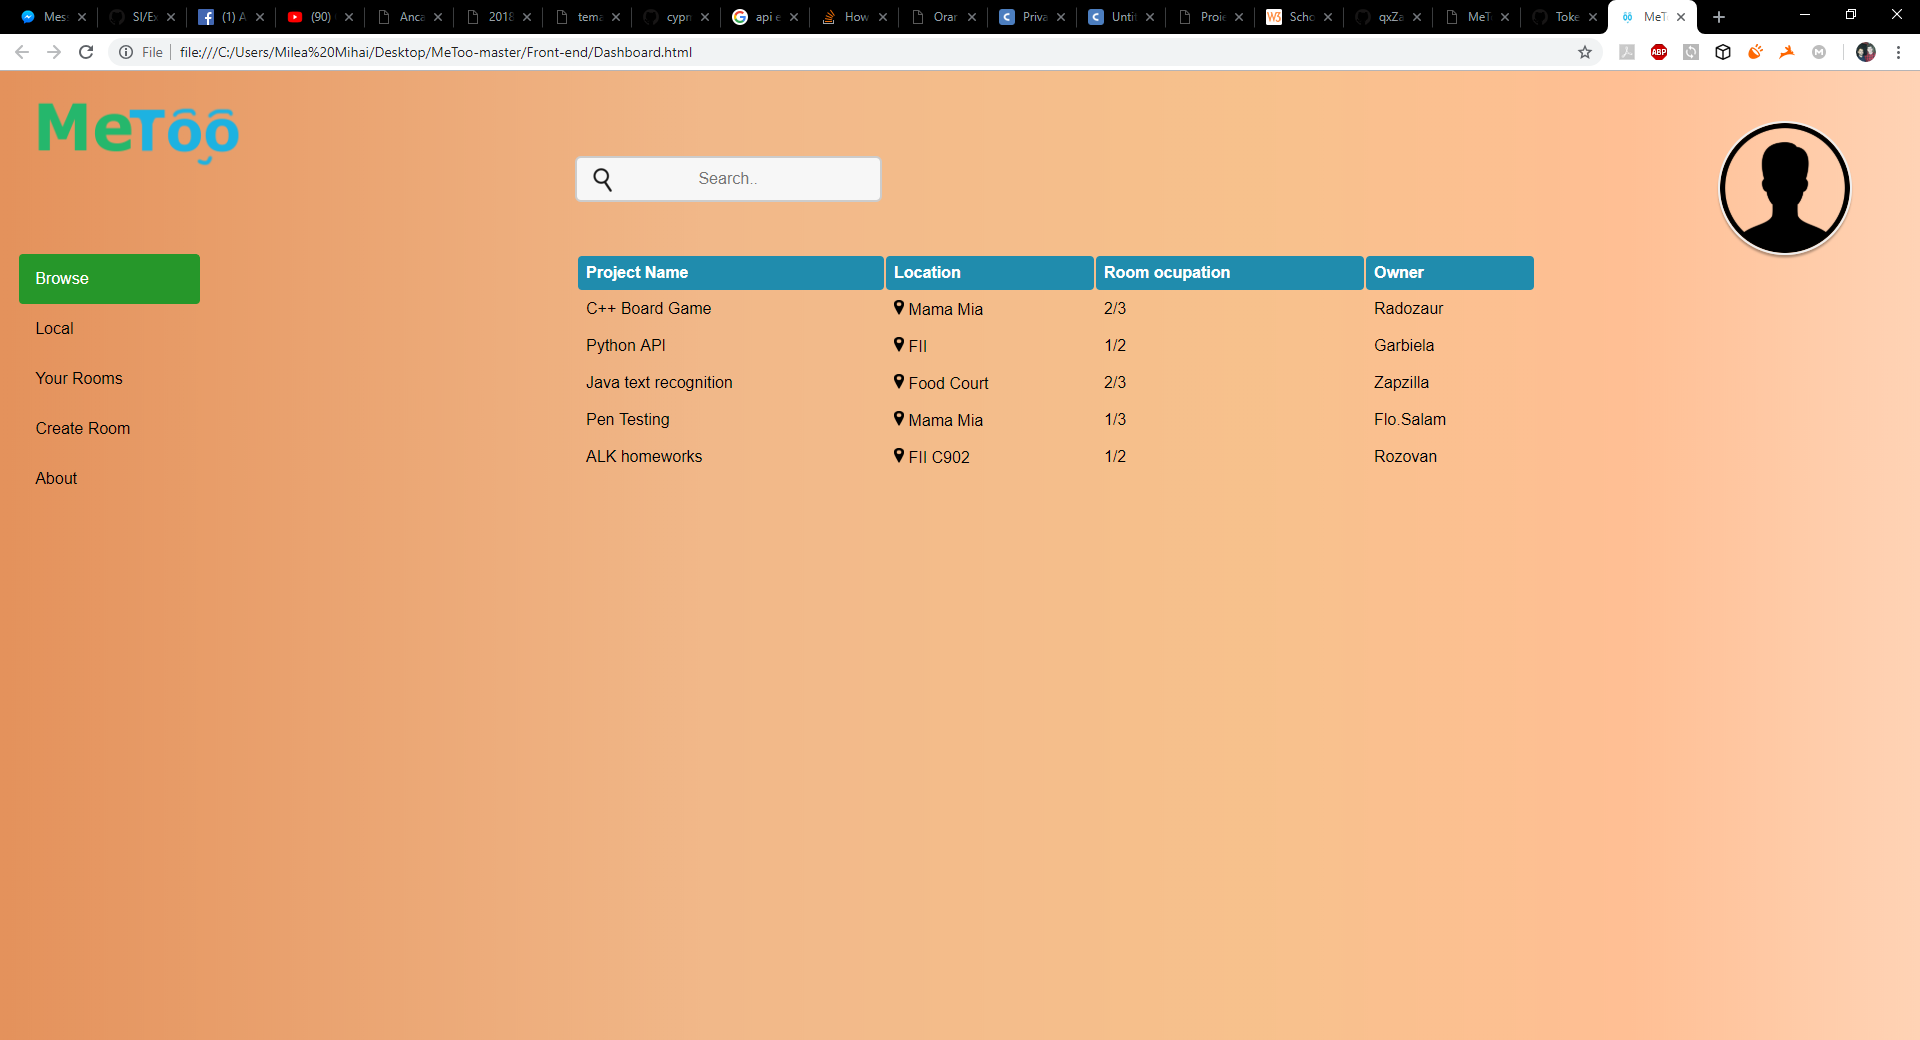 Mes SI/Ex (1) A (90) Anca 2018 tema cypr api e How Orar Priva Untit Proie Scho qxZa MeT Toke MeT
File file:///C:/Users/Milea%20Mihai/Desktop/MeToo-master/Front-end/Dashboard.html
ABP
MeTôô
Search..
Browse
Local
Your Rooms
Create Room
About
Project Name Location Room ocupation Owner
C++ Board Game Mama Mia 2/3 Radozaur
Python API FII 1/2 Garbiela
Java text recognition Food Court 2/3 Zapzilla
Pen Testing Mama Mia 1/3 Flo.Salam
ALK homeworks FII C902 1/2 Rozovan